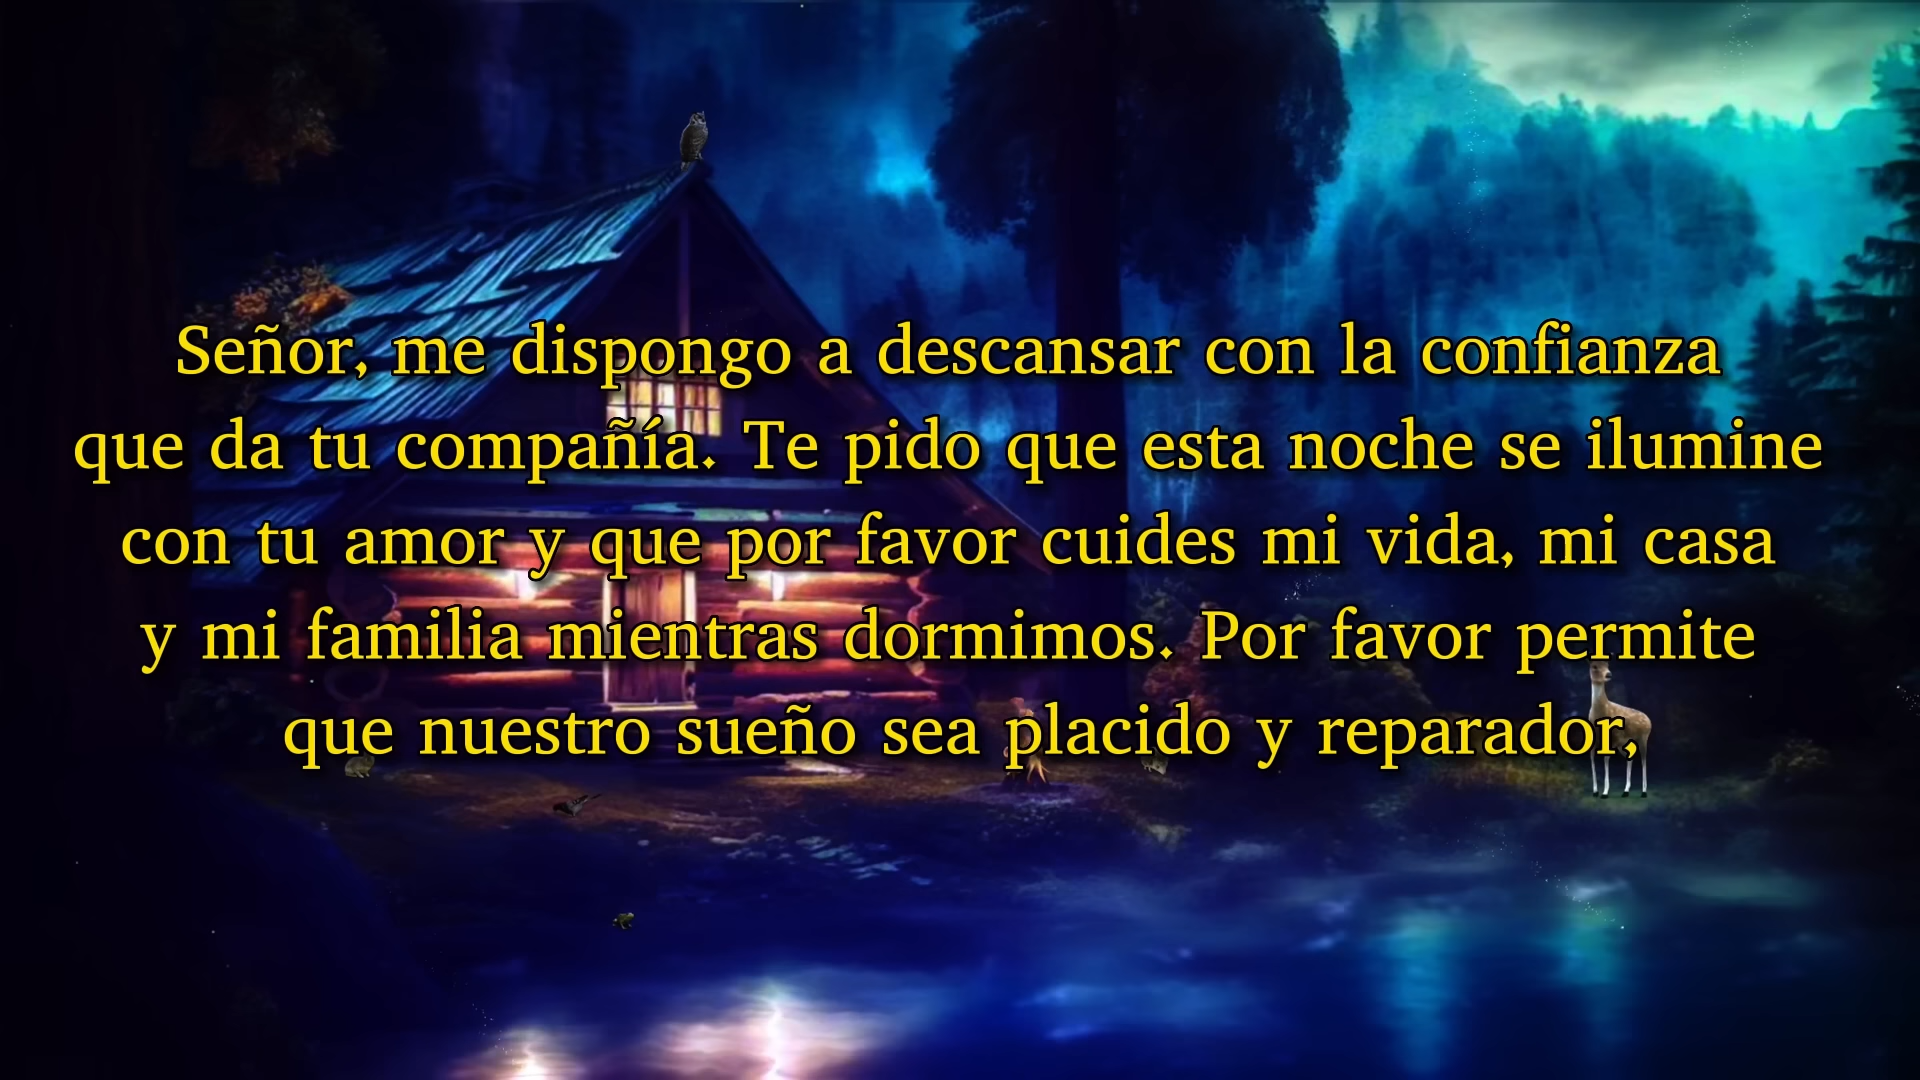 Señor, me dispongo a descansar con la confianza
que da tu compañía. Te pido que esta noche se ilumine
con tu amor y que por favor cuides mi vida, mi casa
y mi familia mientras dormimos. Por favor permite
que nuestro sueño sea placido y reparador,